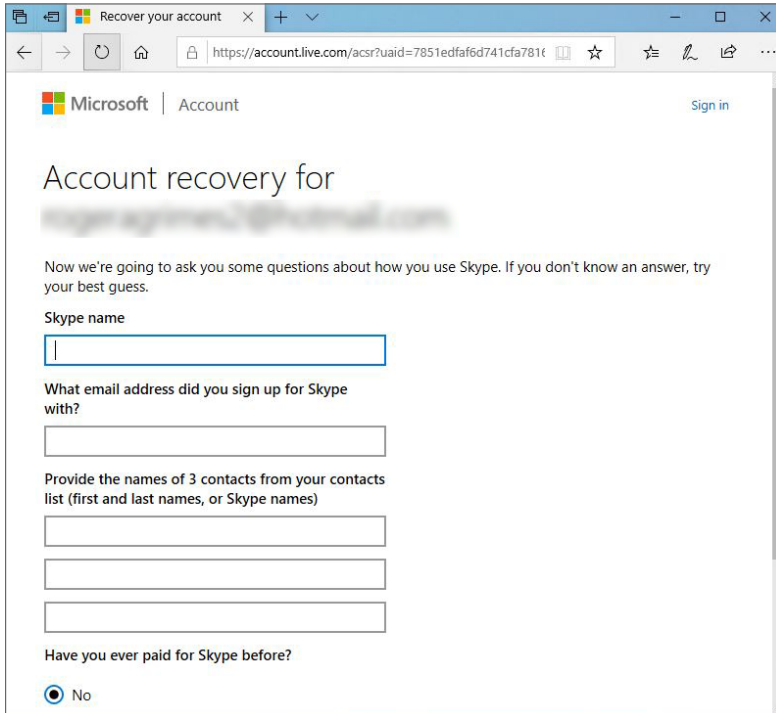 Recover your account
https://account.live.com/acsr?uaid=7851edfaf6d741cfa7816
Microsoft Account
Sign in
Account recovery for
Now we're going to ask you some questions about how you use Skype. If you don't know an answer, try
your best guess.
Skype name
What email address did you sign up for Skype
with?
Provide the names of 3 contacts from your contacts
list (first and last names, or Skype names)
Have you ever paid for Skype before?
No